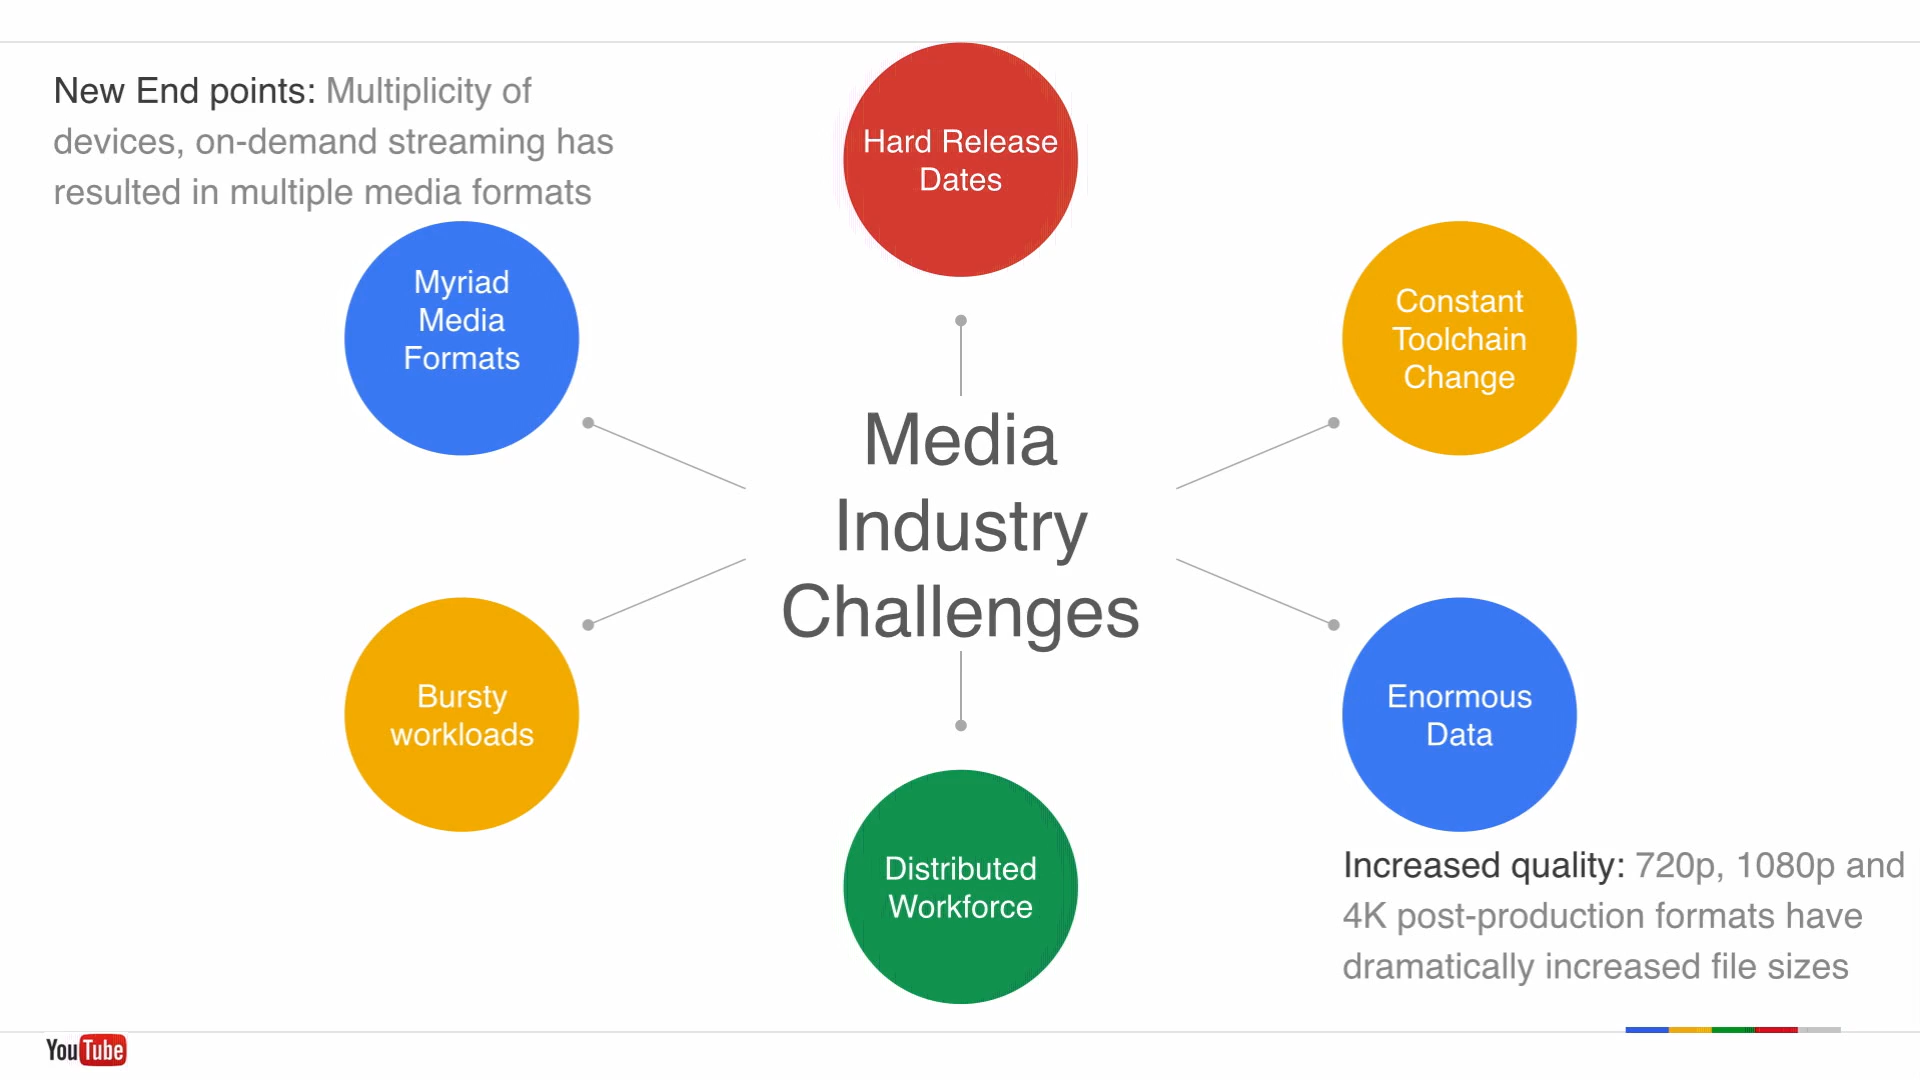 New End points: Multiplicity of
devices, on-demand streaming has
resulted in multiple media formats
Hard Release
Dates
Myriad
Media
Formats
Constant
Toolchain
Change
Media
Industry
Challenges
Bursty
workloads
Enormous
Data
Distributed
Workforce
Increased quality: 720p, 1080p and
4K post-production formats have
dramatically increased file sizes
YouTube